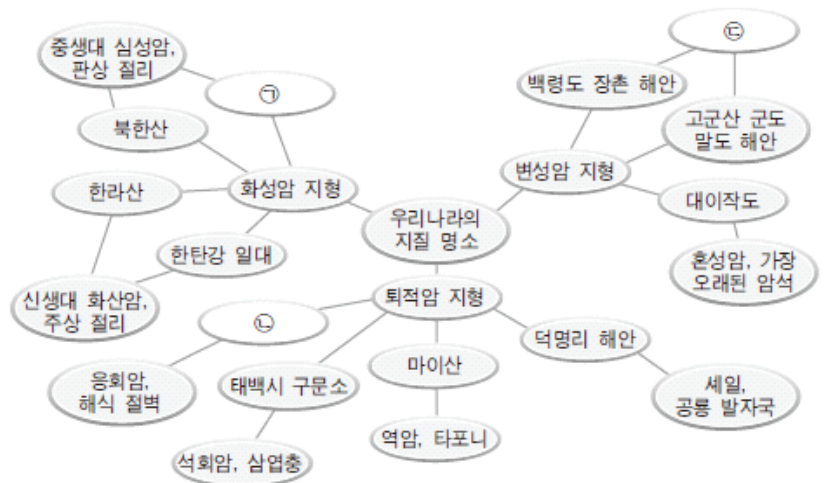 중생대 심성암,
판상 절리
㉠
북한산
한라산
화성암 지형
한탄강 일대
신생대 화산암,
주상 절리
우리나라의
지질 명소
㉢
백령도 장촌 해안
고군산 군도
말도 해안
변성암 지형
대이작도
혼성암, 가장
오래된 암석
퇴적암 지형
㉡
응회암,
해식 절벽
태백시 구문소
석회암, 삼엽충
마이산
역암, 타포니
덕명리 해안
셰일,
공룡 발자국